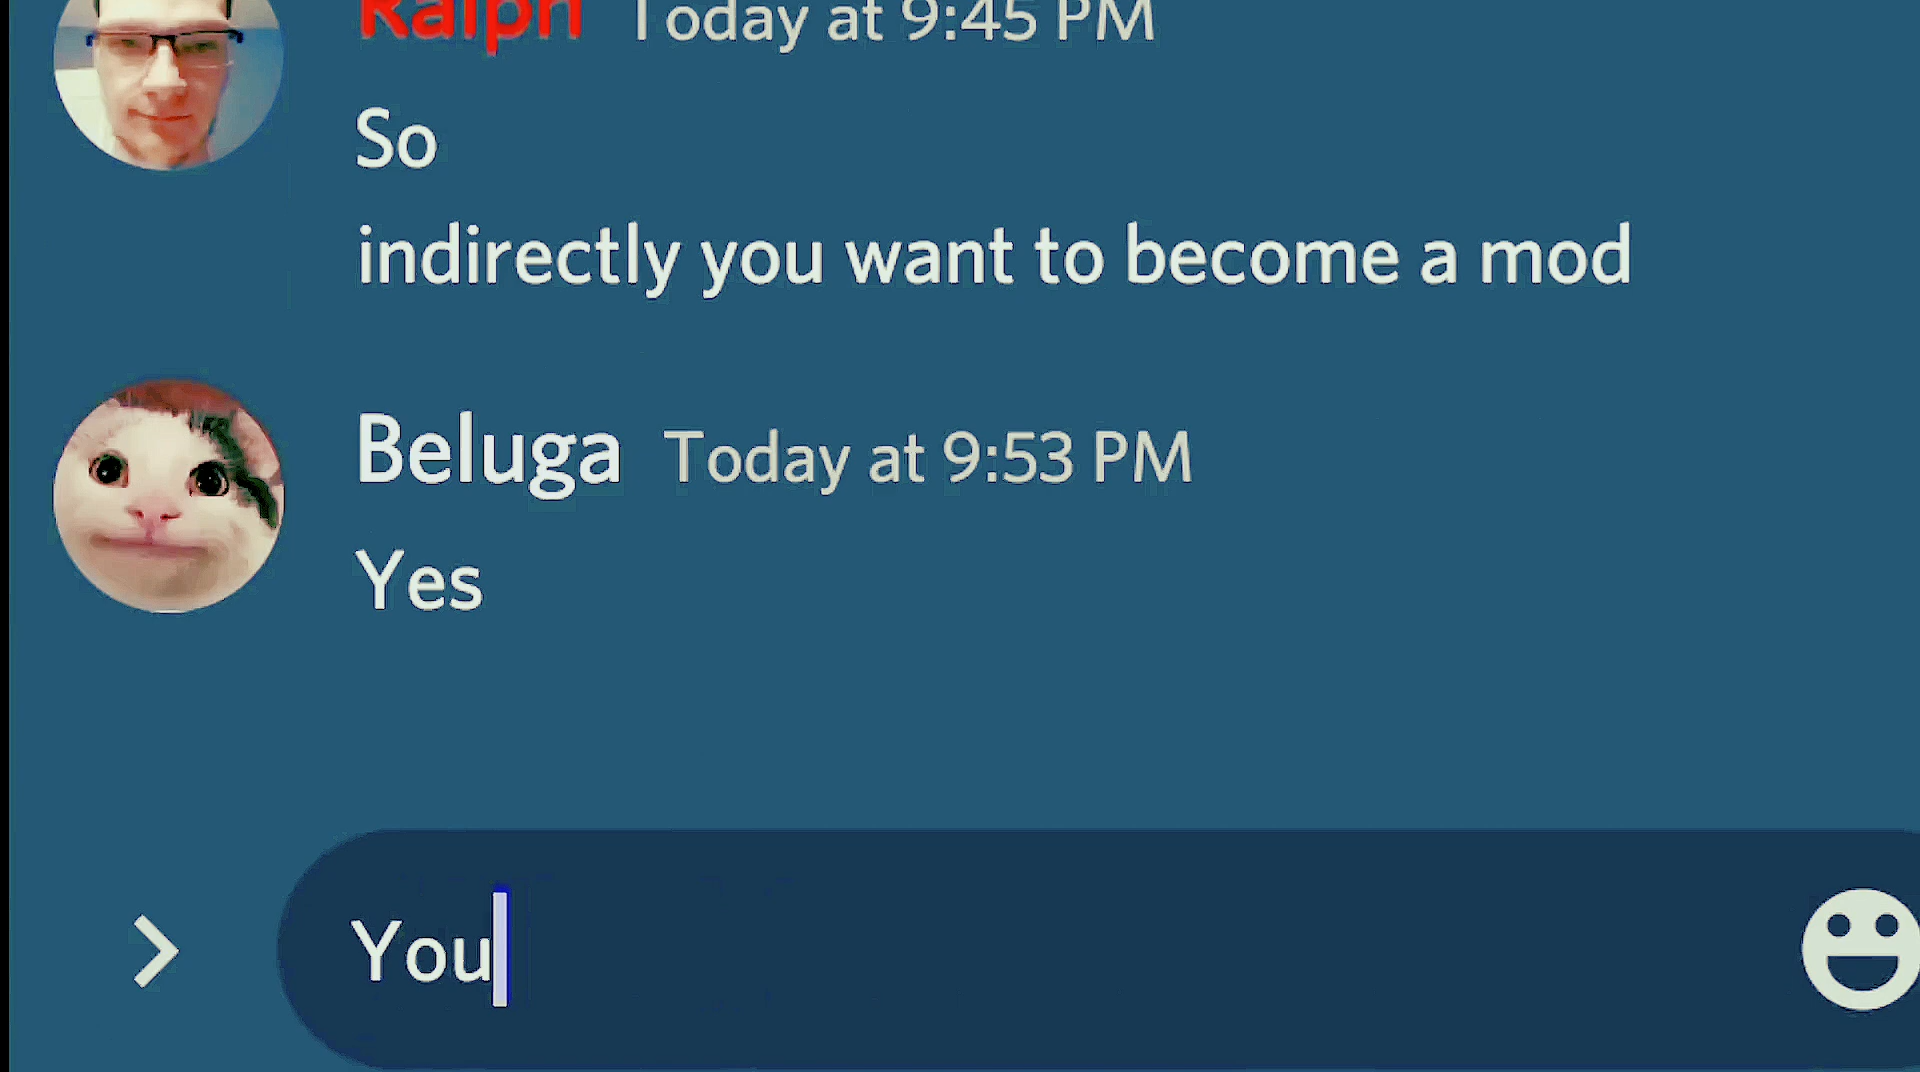 Ralph Today at 9:45 PM
So
indirectly you want to become a mod
Beluga Today at 9:53 PM
Yes
You